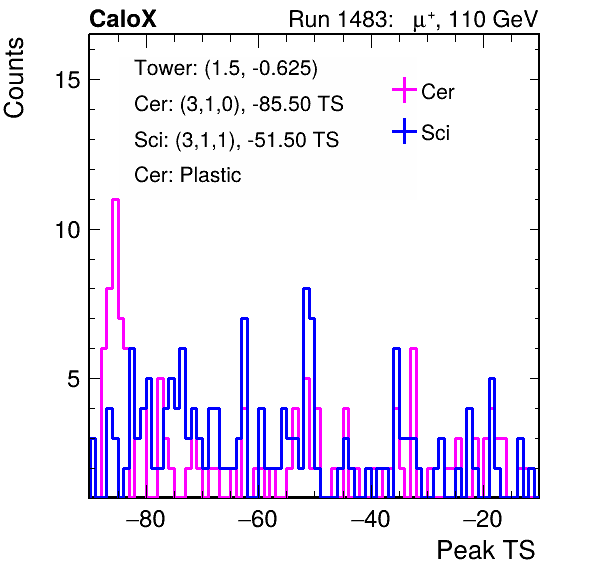 CaloX Run 1483: μ⁺, 110 GeV
Counts
Tower: (1.5, -0.625)
Cer: (3,1,0), -85.50 TS
Sci: (3,1,1), -51.50 TS
Cer: Plastic
Cer
Sci
15
10
5
−80 −60 −40 −20
Peak TS